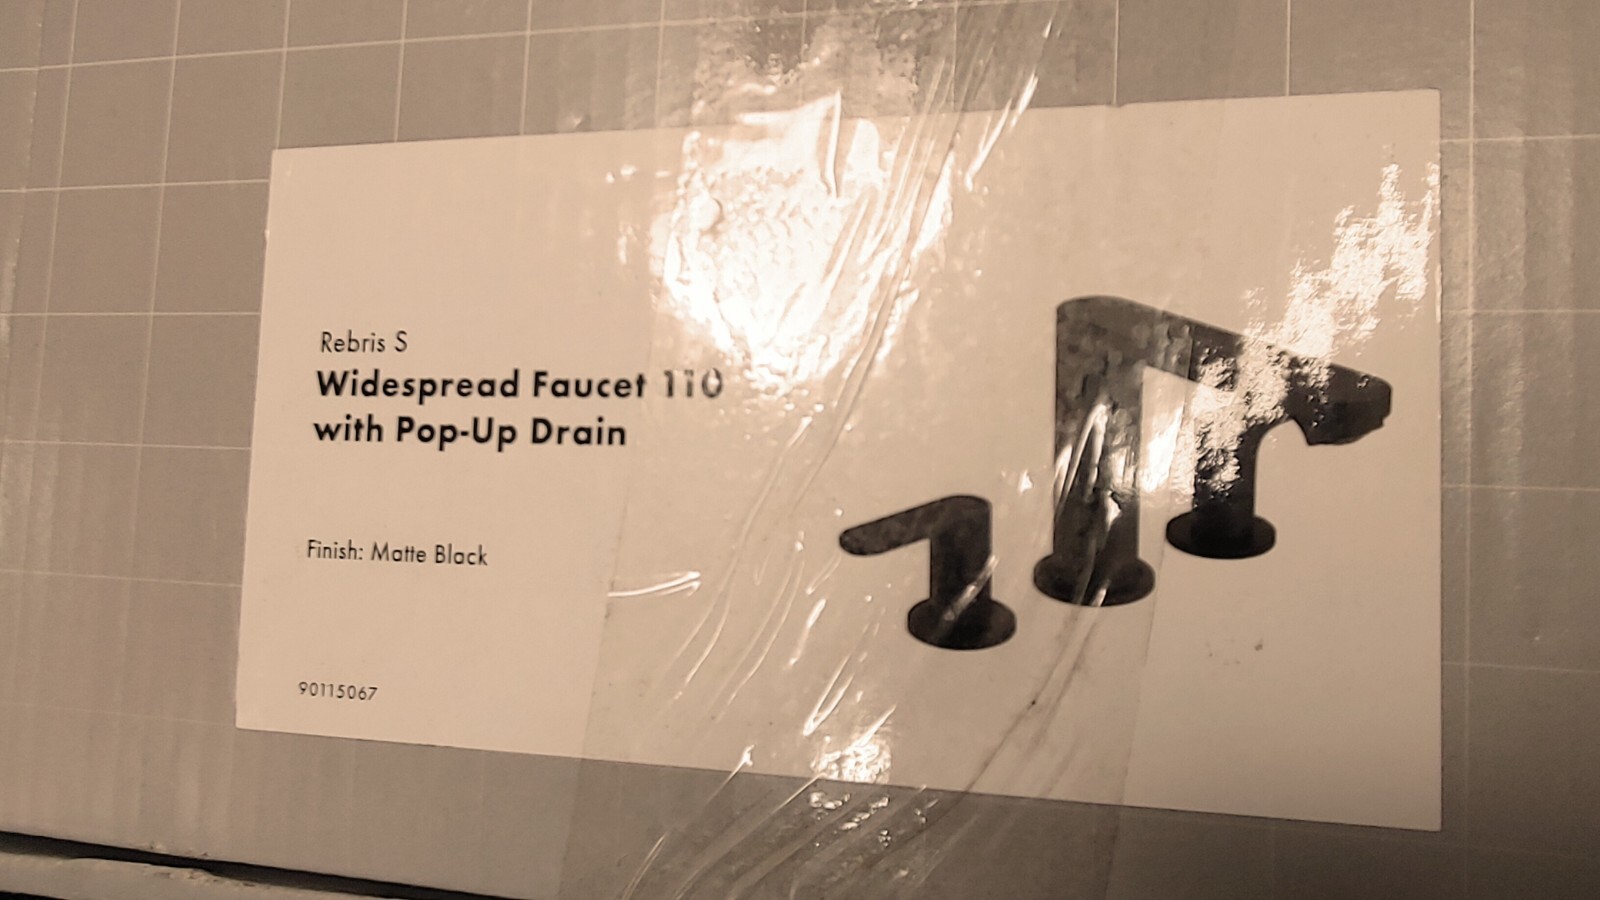 Rebris S
Widespread Faucet 110
with Pop-Up Drain
Finish: Matte Black
90115067